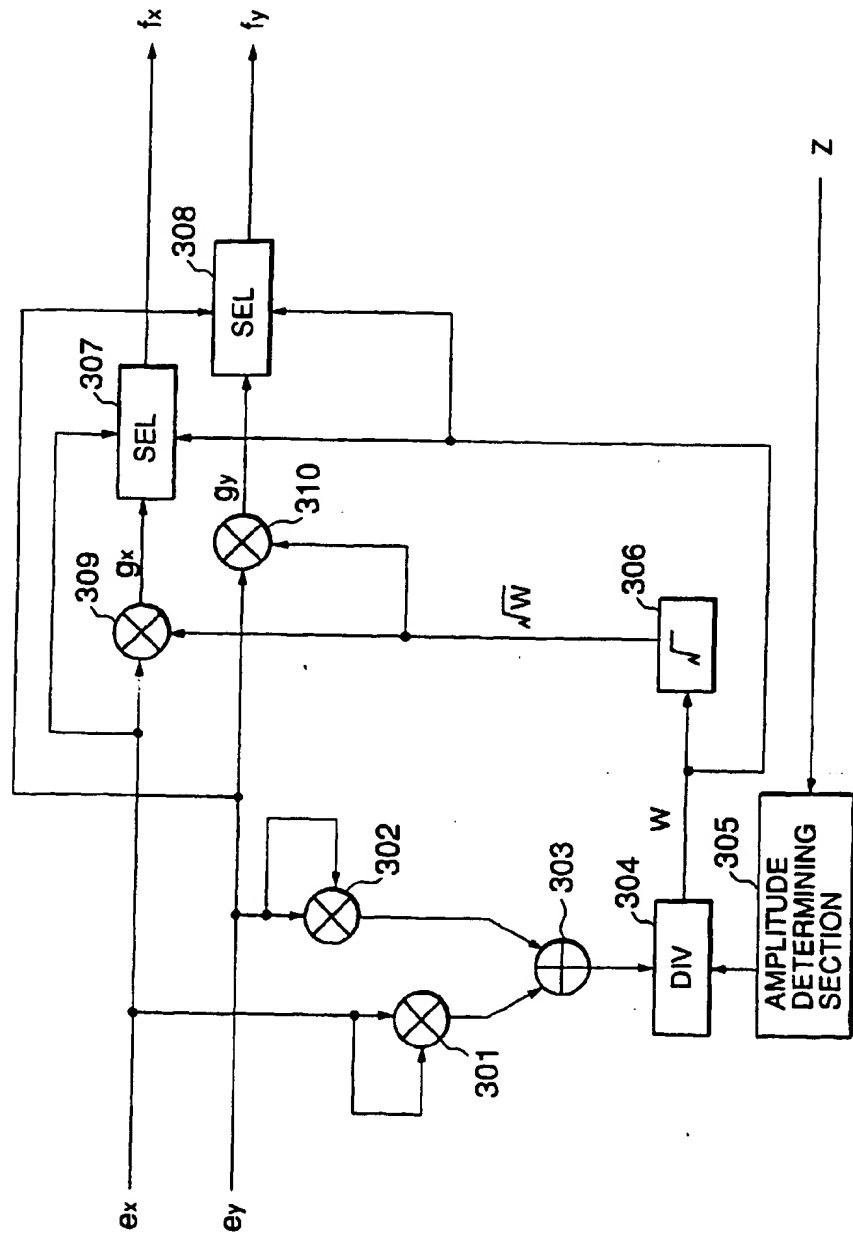 fx
fy
307
308
SEL
SEL
309
gx
gy
310
√W
306
√
Z
302
303
304
W
305
301
DIV
AMPLITUDE
DETERMINING
SECTION
ex
ey